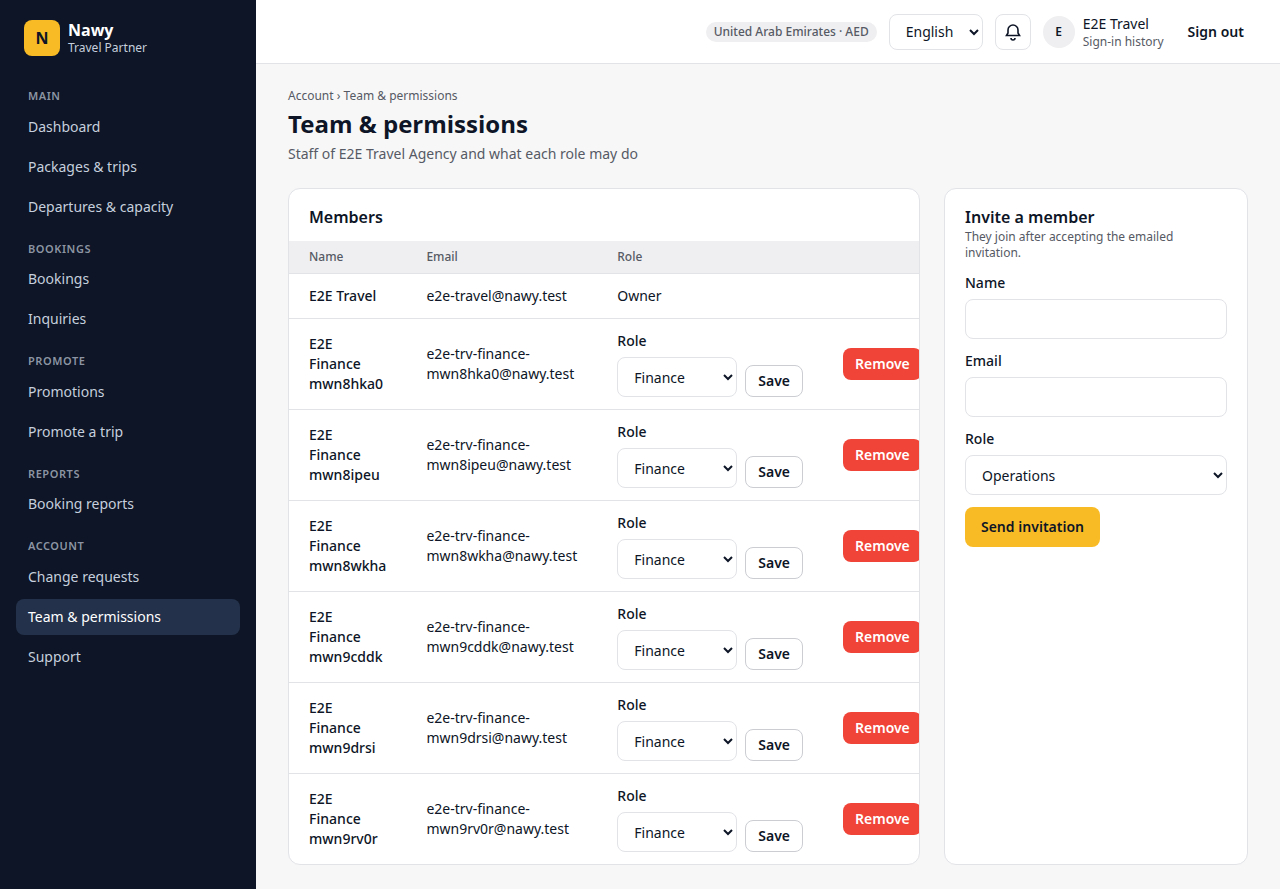 N
Nawy
Travel Partner
MAIN
Dashboard
Packages & trips
Departures & capacity
BOOKINGS
Bookings
Inquiries
PROMOTE
Promotions
Promote a trip
REPORTS
Booking reports
ACCOUNT
Change requests
Team & permissions
Support
United Arab Emirates · AED
English
E
E2E Travel
Sign-in history
Sign out
Account › Team & permissions
Team & permissions
Staff of E2E Travel Agency and what each role may do
Members
Name Email Role
E2E Travel e2e-travel@nawy.test Owner
E2E
Finance
mwn8hka0
e2e-trv-finance-
mwn8hka0@nawy.test
Role
Finance Save Remove
E2E
Finance
mwn8ipeu
e2e-trv-finance-
mwn8ipeu@nawy.test
Role
Finance Save Remove
E2E
Finance
mwn8wkha
e2e-trv-finance-
mwn8wkha@nawy.test
Role
Finance Save Remove
E2E
Finance
mwn9cddk
e2e-trv-finance-
mwn9cddk@nawy.test
Role
Finance Save Remove
E2E
Finance
mwn9drsi
e2e-trv-finance-
mwn9drsi@nawy.test
Role
Finance Save Remove
E2E
Finance
mwn9rv0r
e2e-trv-finance-
mwn9rv0r@nawy.test
Role
Finance Save Remove
Invite a member
They join after accepting the emailed
invitation.
Name
Email
Role
Operations
Send invitation